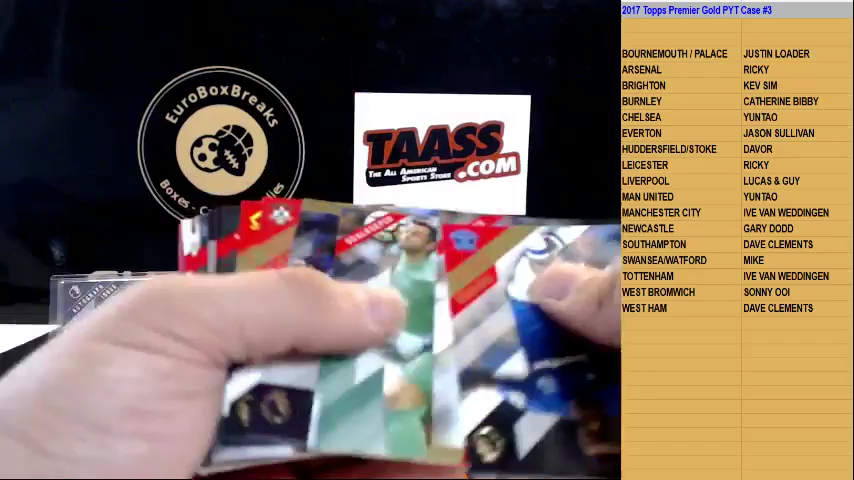 2017 Topps Premier Gold PYT Case #3
BOURNEMOUTH / PALACE JUSTIN LOADER
ARSENAL RICKY
BRIGHTON KEV SIM
BURNLEY CATHERINE BIBBY
CHELSEA YUNTAO
EVERTON JASON SULLIVAN
HUDDERSFIELD/STOKE DAVOR
LEICESTER RICKY
LIVERPOOL LUCAS & GUY
MAN UNITED YUNTAO
MANCHESTER CITY IVE VAN WEDDINGEN
NEWCASTLE GARY DODD
SOUTHAMPTON DAVE CLEMENTS
SWANSEA/WATFORD MIKE
TOTTENHAM IVE VAN WEDDINGEN
WEST BROMWICH SONNY OOI
WEST HAM DAVE CLEMENTS
EuroBoxBreaks
Boxes -
TAASS
THE ALL AMERICAN
SPORTS STORE
.COM
GOALKEEPER
AUTOGRAPH
ISSUE